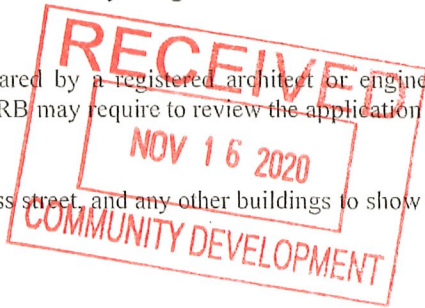 RECEIVED
ared by a registered architect or engine
RB may require to review the application
NOV 16 2020
ss street, and any other buildings to show
COMMUNITY DEVELOPMENT